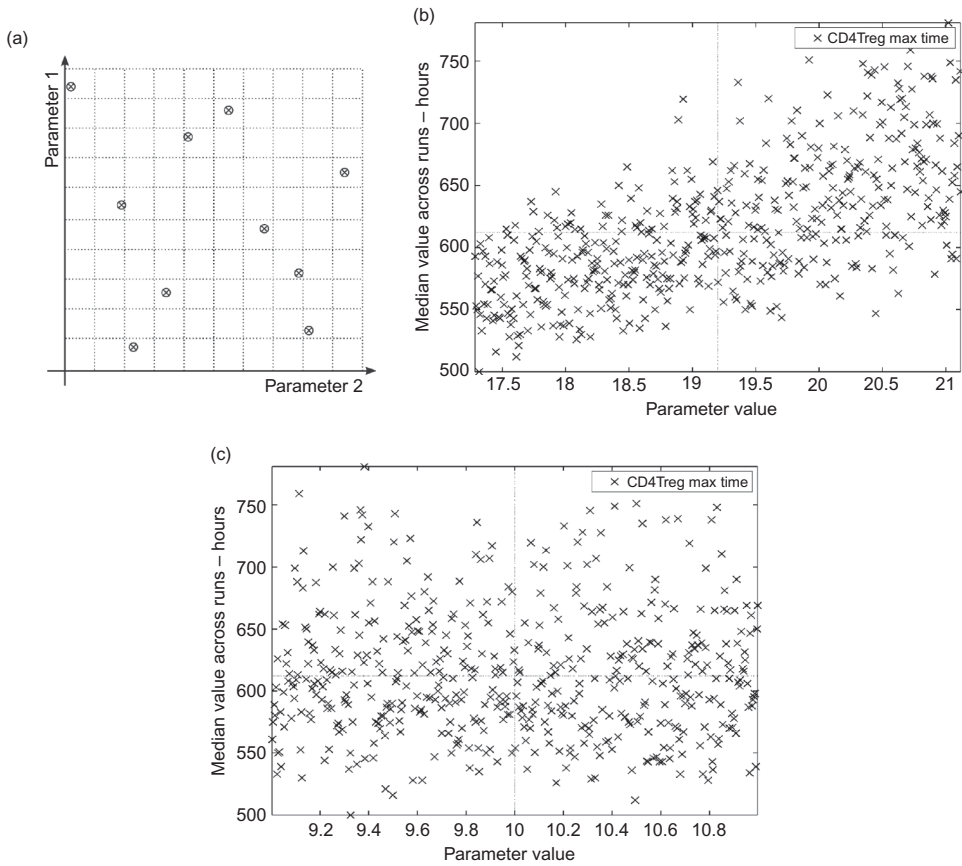 (a)
Parameter 1
Parameter 2
(b)
Median value across runs – hours
750
700
650
600
550
500
× CD4Treg max time
17.5 18 18.5 19 19.5 20 20.5 21
Parameter value
(c)
Median value across runs – hours
750
700
650
600
550
500
× CD4Treg max time
9.2 9.4 9.6 9.8 10 10.2 10.4 10.6 10.8
Parameter value